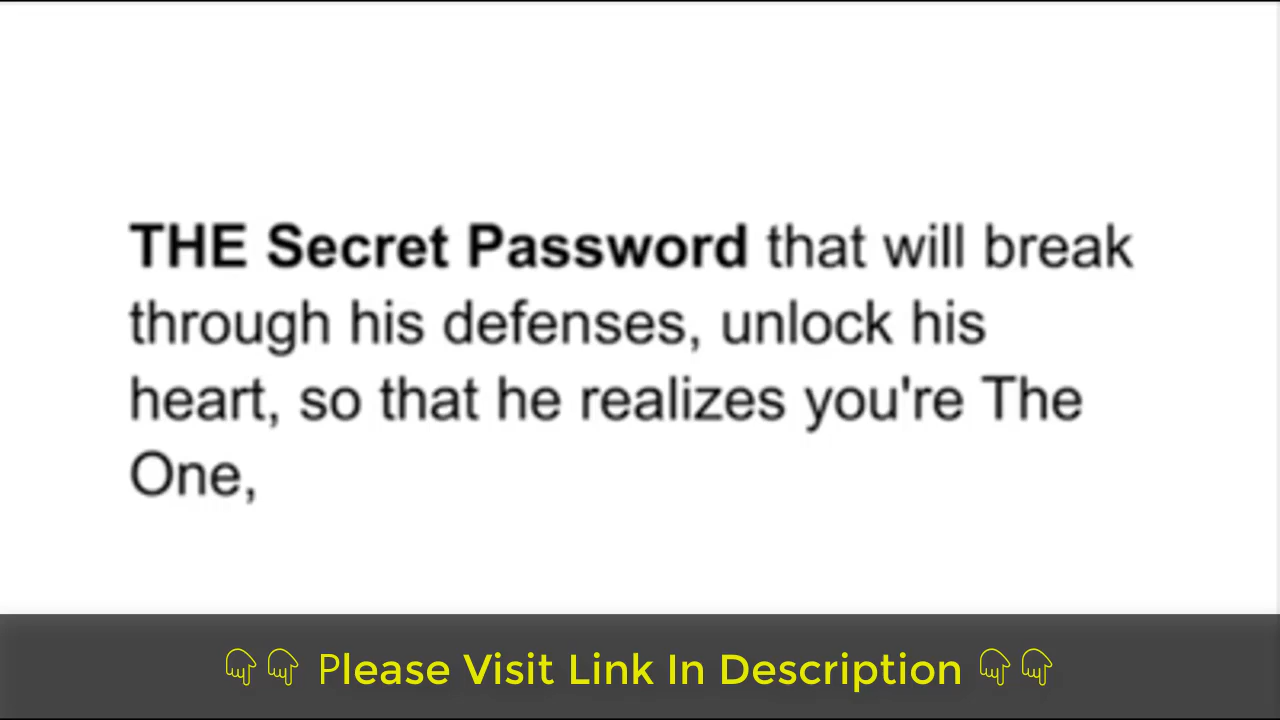 THE Secret Password that will break
through his defenses, unlock his
heart, so that he realizes you're The
One,
👇👇 Please Visit Link In Description 👇👇